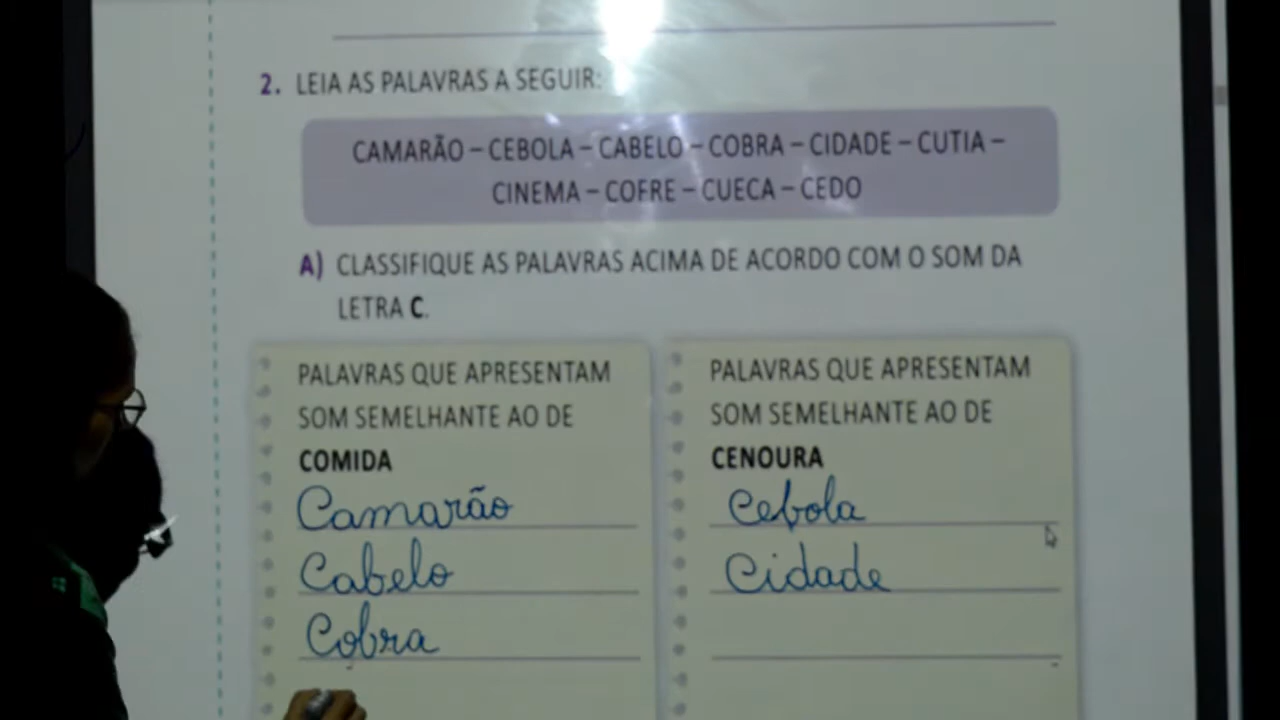 2. LEIA AS PALAVRAS A SEGUIR:
CAMARÃO – CEBOLA – CABELO – COBRA – CIDADE – CUTIA –
CINEMA – COFRE – CUECA – CEDO
A) CLASSIFIQUE AS PALAVRAS ACIMA DE ACORDO COM O SOM DA
LETRA C.
PALAVRAS QUE APRESENTAM
SOM SEMELHANTE AO DE
COMIDA
Camarão
Cabelo
Cobra
PALAVRAS QUE APRESENTAM
SOM SEMELHANTE AO DE
CENOURA
Cebola
Cidade